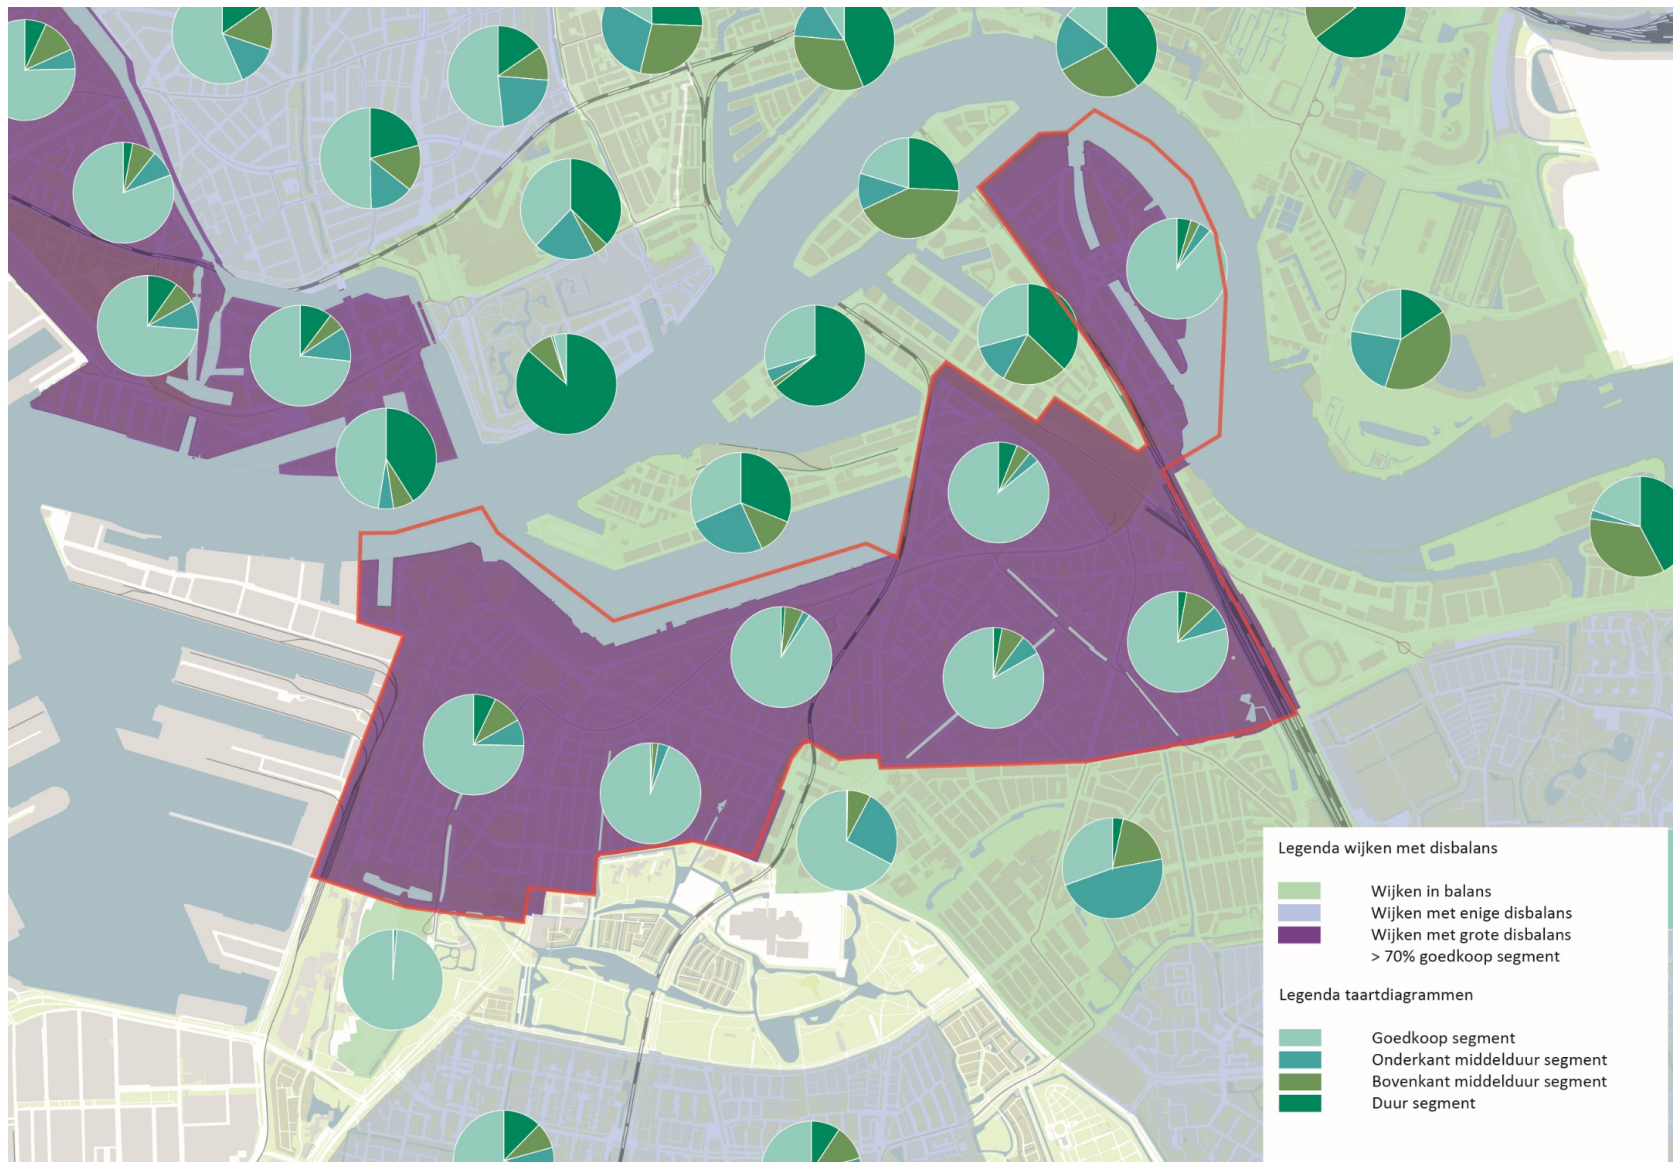 Legenda wijken met disbalans
Wijken in balans
Wijken met enige disbalans
Wijken met grote disbalans
> 70% goedkoop segment
Legenda taartdiagrammen
Goedkoop segment
Onderkant middelduur segment
Bovenkant middelduur segment
Duur segment